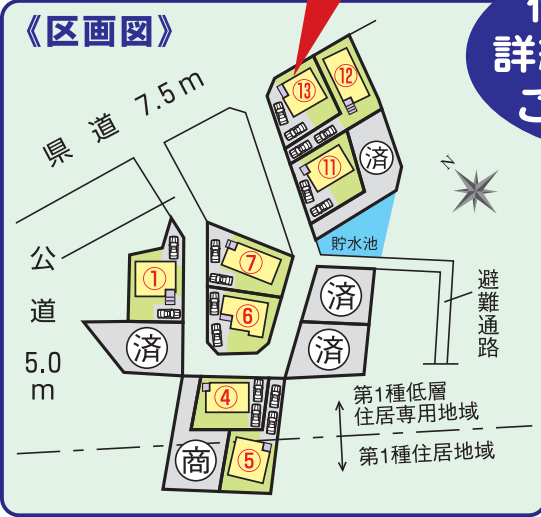 《区画図》
詳細
こ
県道 7.5m
⑬
⑫
⑪
済
N
貯水池
公道
5.0
m
①
⑦
⑥
済
済
済
避難通路
④
第1種低層
住居専用地域
商
⑤
第1種住居地域